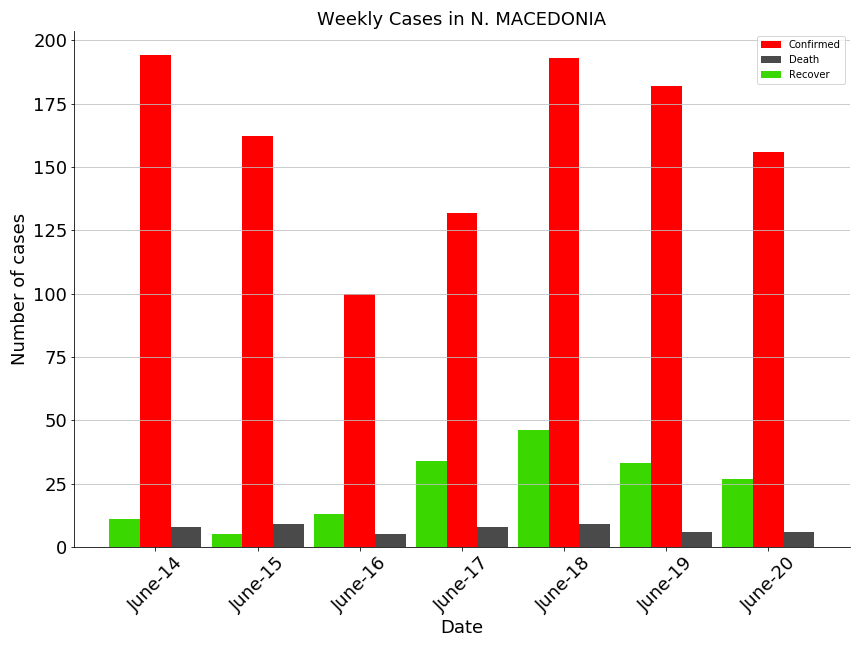 Weekly Cases in N. MACEDONIA
Confirmed
Death
Recover
Number of cases
200
175
150
125
100
75
50
25
0
June-14
June-15
June-16
June-17
June-18
June-19
June-20
Date